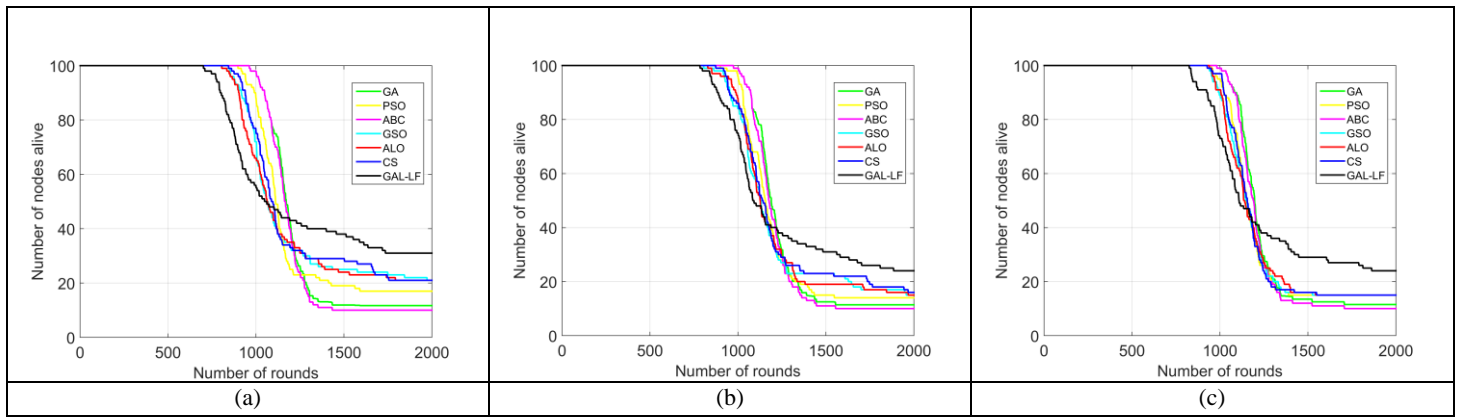 100
80
60
40
20
0
0 500 1000 1500 2000
Number of nodes alive
Number of rounds
GA
PSO
ABC
GSO
ALO
CS
GAL-LF
(a)
100
80
60
40
20
0
0 500 1000 1500 2000
Number of nodes alive
Number of rounds
GA
PSO
ABC
GSO
ALO
CS
GAL-LF
(b)
100
80
60
40
20
0
0 500 1000 1500 2000
Number of nodes alive
Number of rounds
GA
PSO
ABC
GSO
ALO
CS
GAL-LF
(c)